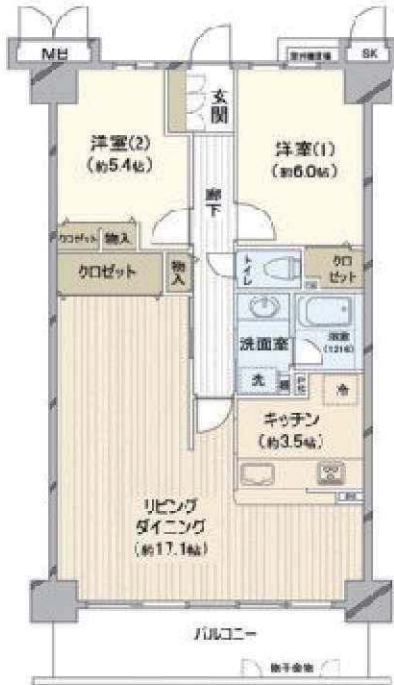 MB
SK
玄関
洋室(2)
(約5.4帖)
洋室(1)
(約6.0帖)
廊下
クロゼット
物入
クロゼット
物入
トイレ
クロ
ゼット
洗面室
浴室
(1216)
洗
冷
キッチン
(約3.5帖)
リビング
ダイニング
(約17.1帖)
バルコニー
物干金物